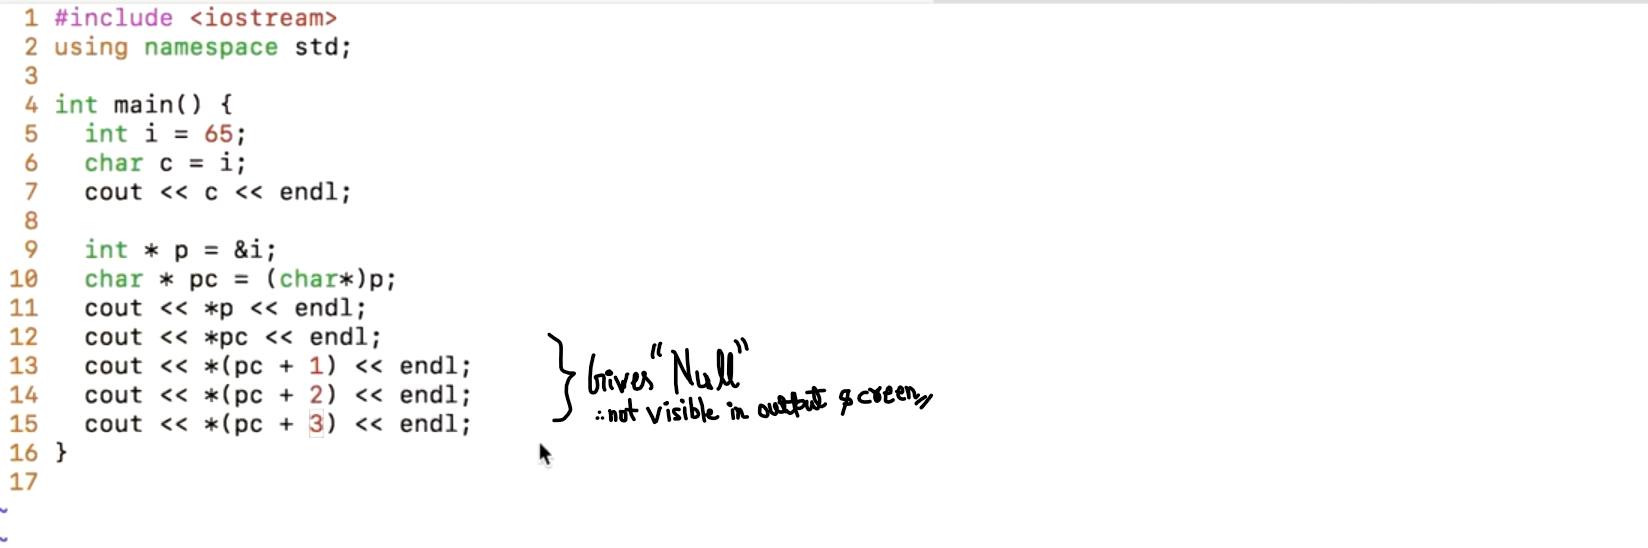 1 #include <iostream>
2 using namespace std;
3
4 int main() {
5   int i = 65;
6   char c = i;
7   cout << c << endl;
8
9   int * p = &i;
10   char * pc = (char*)p;
11   cout << *p << endl;
12   cout << *pc << endl;
13   cout << *(pc + 1) << endl;
14   cout << *(pc + 2) << endl;
15   cout << *(pc + 3) << endl;
16 }
17
~
~
} Gives "Null"
∴ not visible in output screen,,